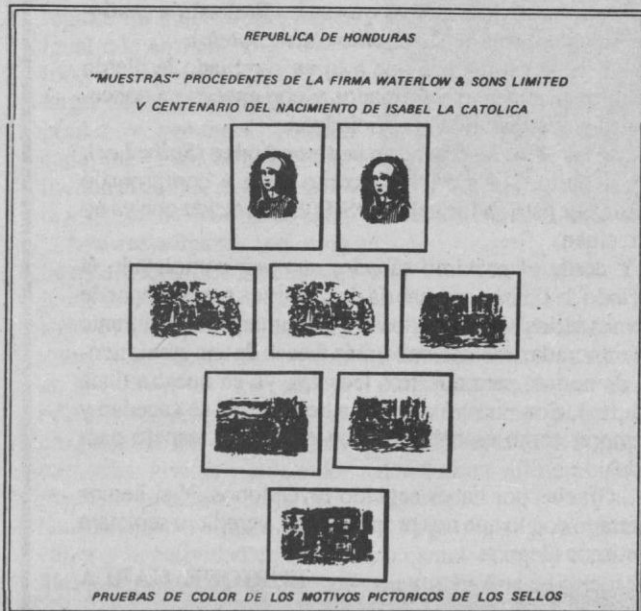 REPUBLICA DE HONDURAS
"MUESTRAS" PROCEDENTES DE LA FIRMA WATERLOW & SONS LIMITED
V CENTENARIO DEL NACIMIENTO DE ISABEL LA CATOLICA
PRUEBAS DE COLOR DE LOS MOTIVOS PICTORICOS DE LOS SELLOS